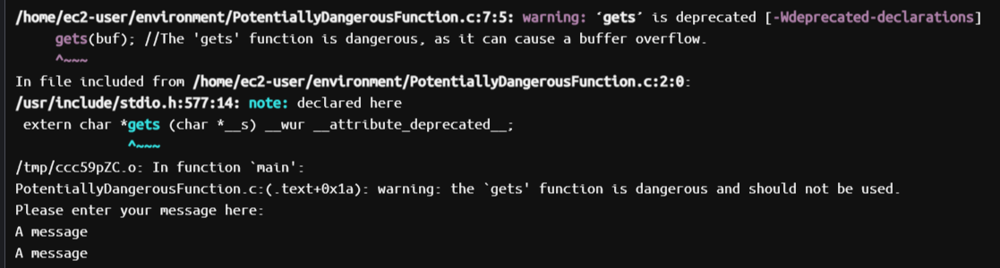 /home/ec2-user/environment/PotentiallyDangerousFunction.c:7:5: warning: ‘gets’ is deprecated [-Wdeprecated-declarations]
gets(buf); //The 'gets' function is dangerous, as it can cause a buffer overflow.
^~~~
In file included from /home/ec2-user/environment/PotentiallyDangerousFunction.c:2:0:
/usr/include/stdio.h:577:14: note: declared here
extern char *gets (char *__s) __wur __attribute_deprecated__;
^~~~
/tmp/ccc59pZC.o: In function `main':
PotentiallyDangerousFunction.c:(.text+0x1a): warning: the `gets' function is dangerous and should not be used.
Please enter your message here:
A message
A message